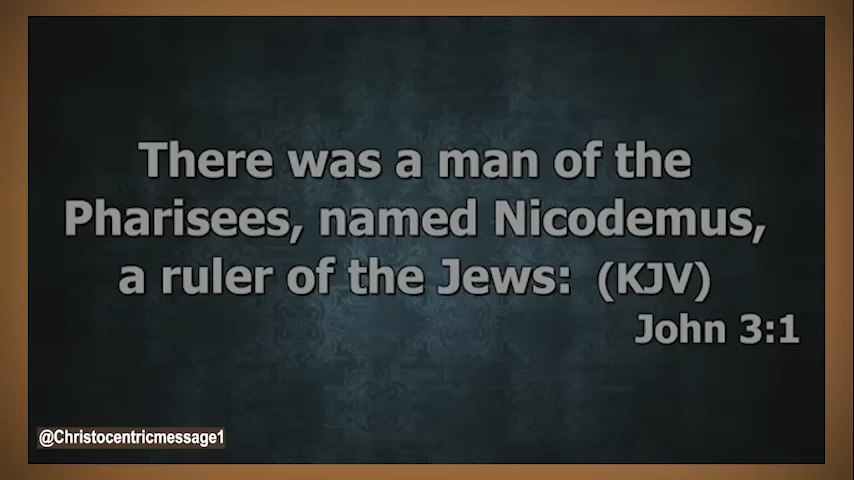 There was a man of the
Pharisees, named Nicodemus,
a ruler of the Jews: (KJV)
John 3:1
@Christocentricmessage1